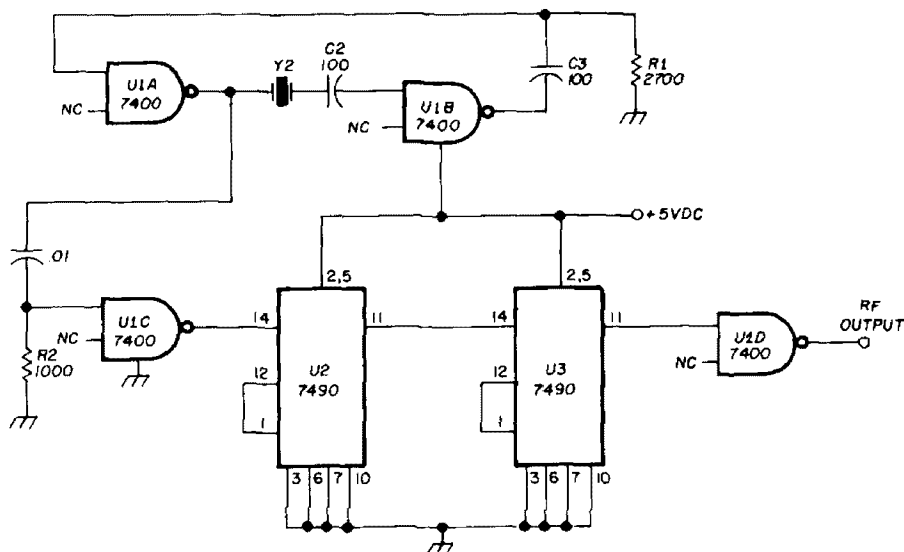 U1A
7400
NC
Y2
C2
100
U1B
7400
NC
C3
100
R1
2700
+5VDC
.01
R2
1000
U1C
7400
NC
2,5
14
11
12
1
U2
7490
3 6 7 10
2,5
14
11
12
1
U3
7490
3 6 7 10
U1D
7400
NC
RF
OUTPUT